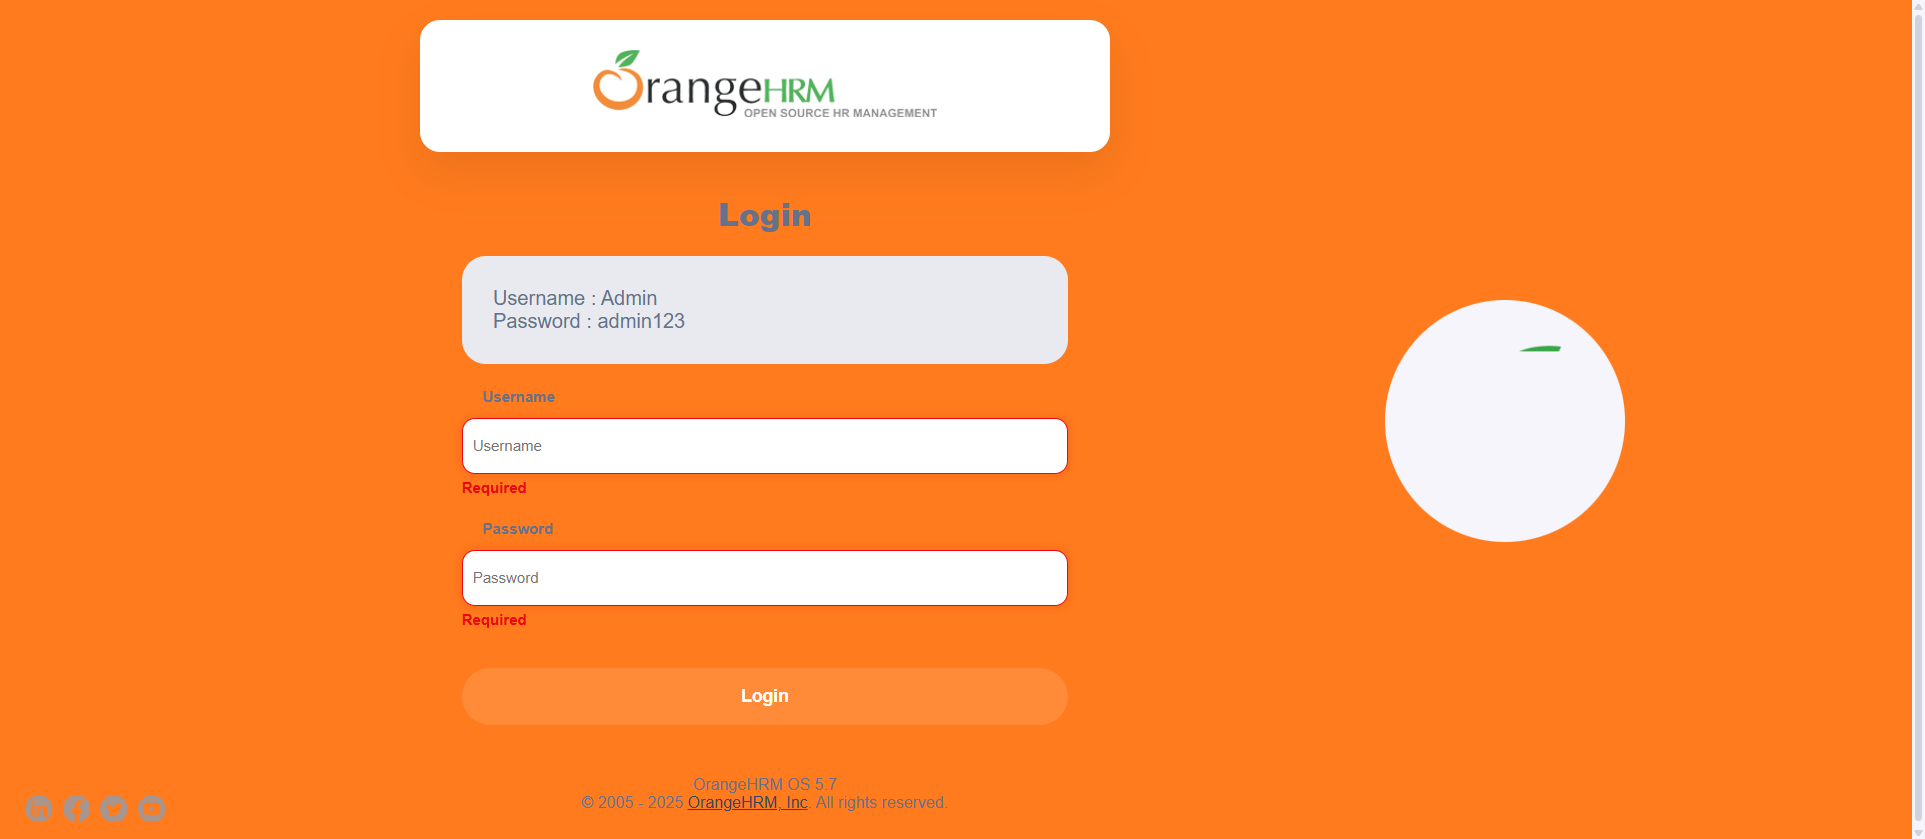 OrangeHRM
OPEN SOURCE HR MANAGEMENT
Login
Username : Admin
Password : admin123
Username
Username
Required
Password
Password
Required
Login
OrangeHRM OS 5.7
© 2005 - 2025 OrangeHRM, Inc. All rights reserved.